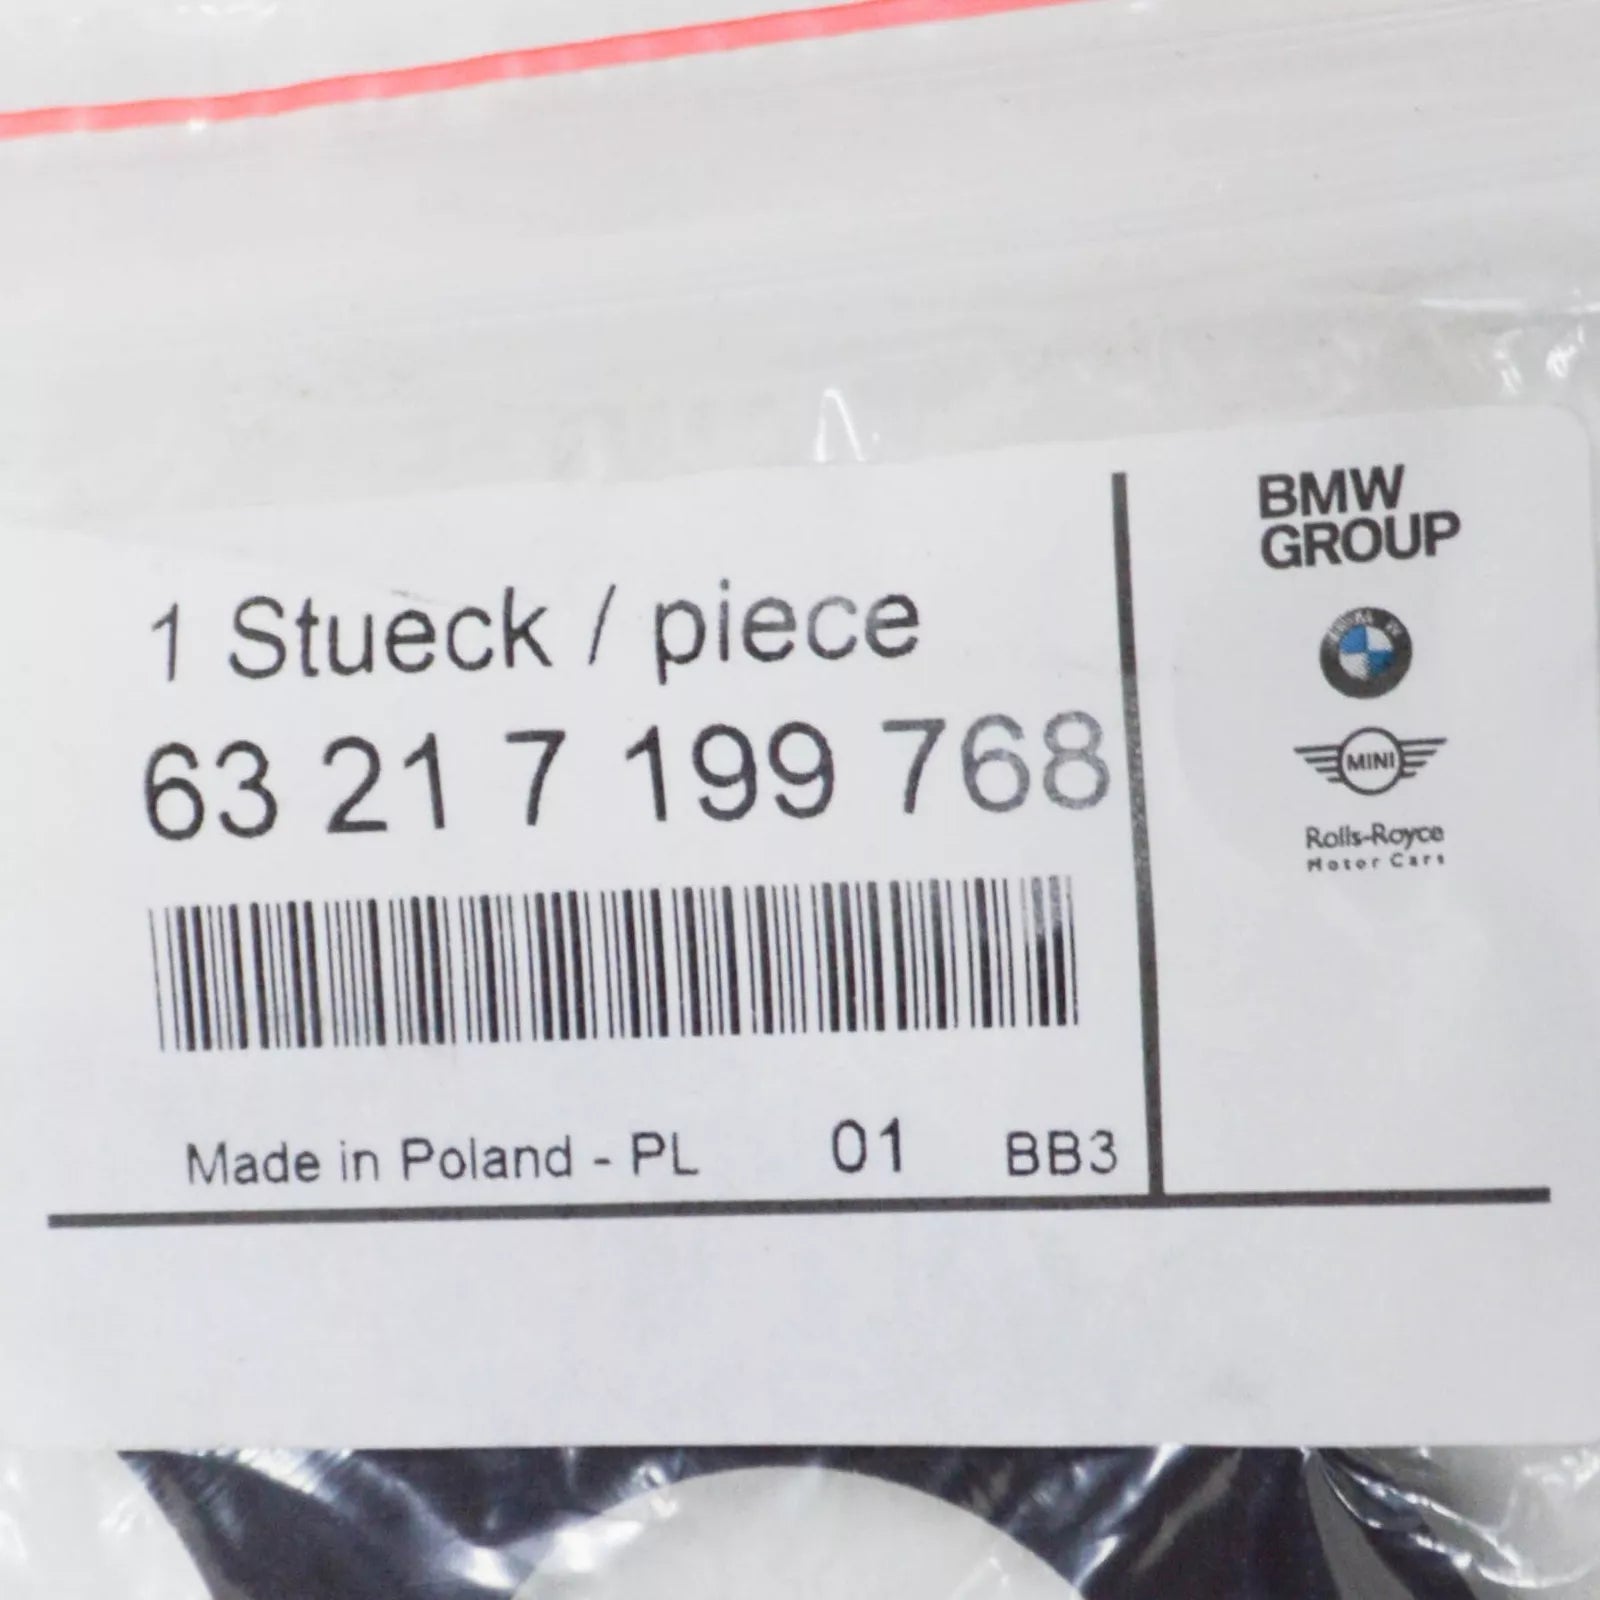 BMW
GROUP
1 Stueck / piece
63 21 7 199 768
MINI
Rolls-Royce
Motor Cars
Made in Poland - PL 01 BB3